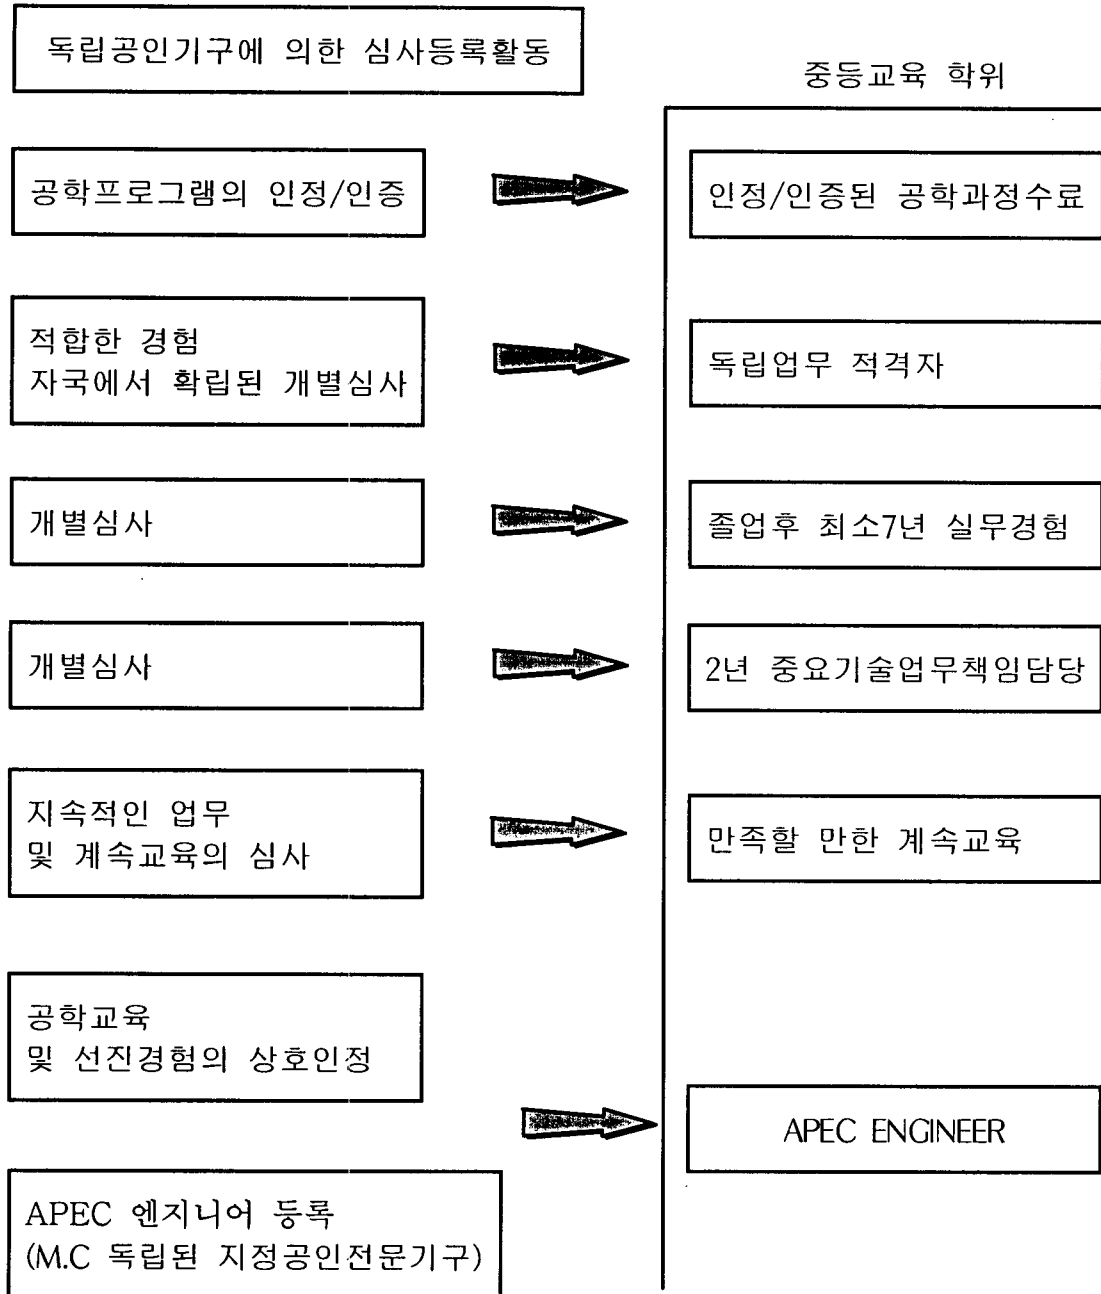 독립공인기구에 의한 심사등록활동
중등교육 학위
공학프로그램의 인정/인증
인정/인증된 공학과정수료
적합한 경험
자국에서 확립된 개별심사
독립업무 적격자
개별심사
졸업후 최소7년 실무경험
개별심사
2년 중요기술업무책임담당
지속적인 업무
및 계속교육의 심사
만족할 만한 계속교육
공학교육
및 선진경험의 상호인정
APEC ENGINEER
APEC 엔지니어 등록
(M.C 독립된 지정공인전문기구)